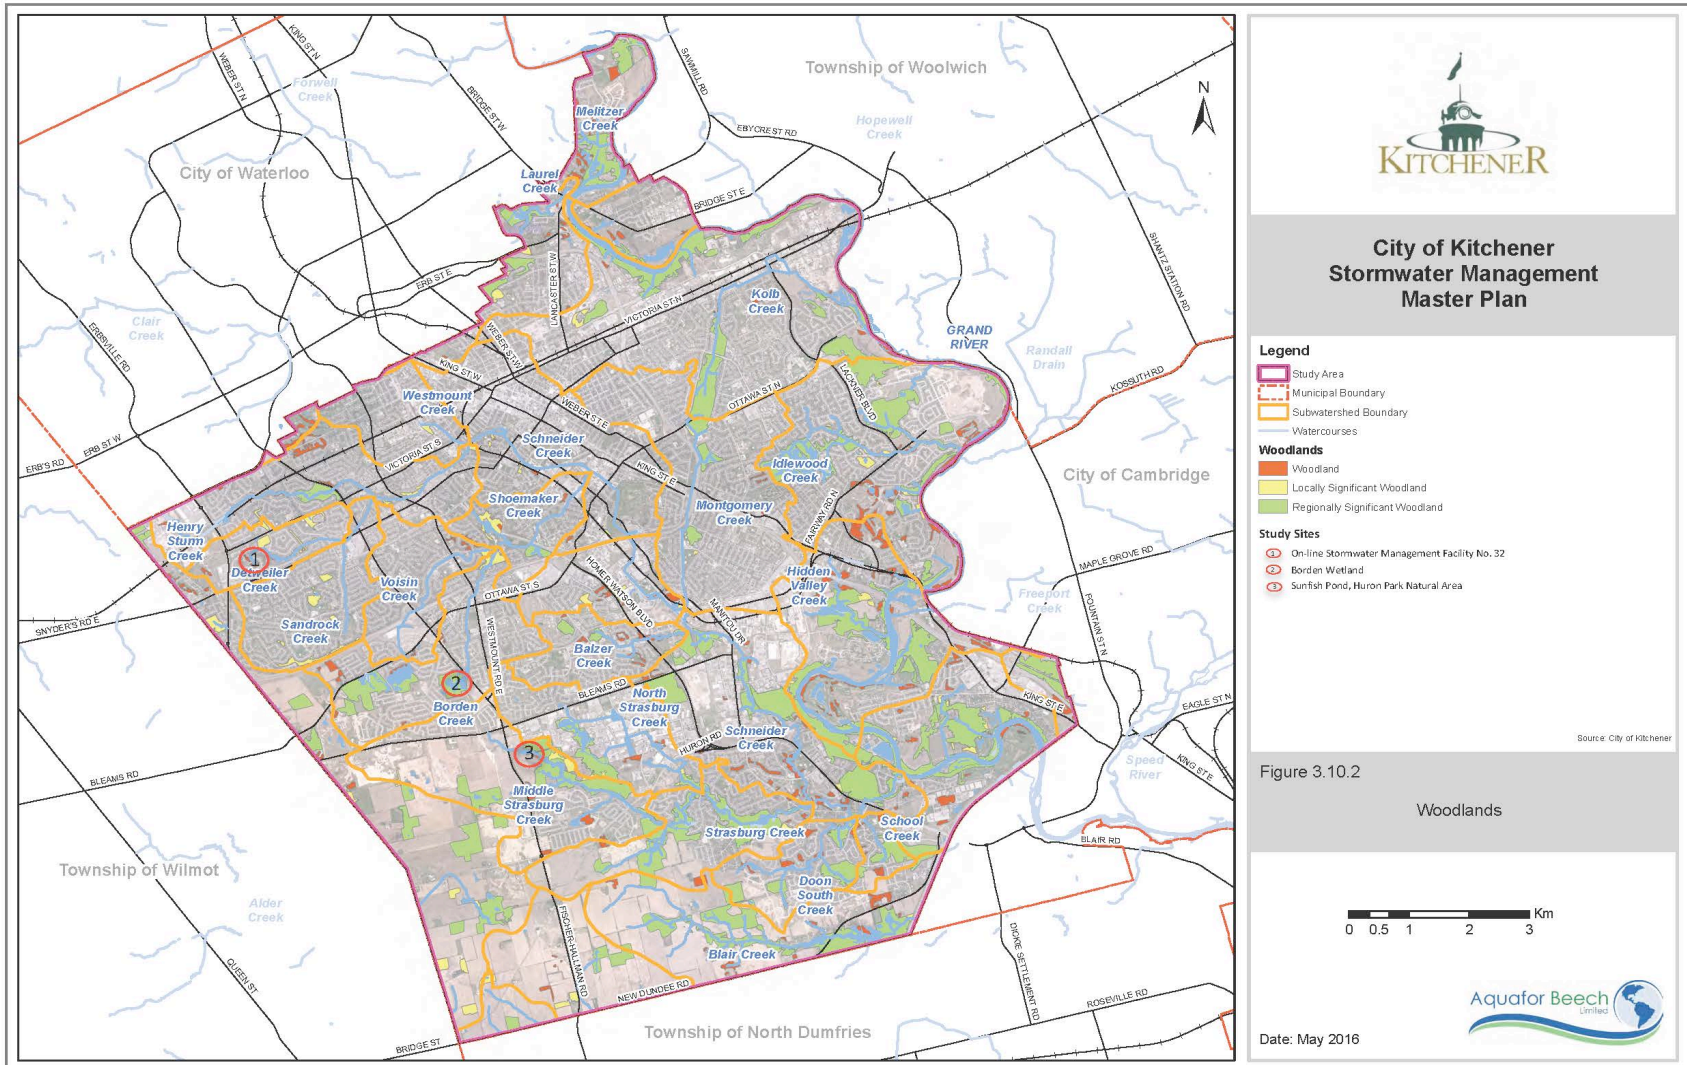 KING ST N
WEBER ST N
Forwell
Creek
BRIDGE ST W
SAWMILL RD
Township of Woolwich
N
Melitzer
Creek
EBYCREST RD
Hopewell
Creek
City of Waterloo
Laurel
Creek
BRIDGE ST E
SHANTZ STATION RD
ERB ST E
LANCASTER ST W
VICTORIA ST N
Kolb
Creek
Clair
Creek
ERBSVILLE RD
WEBER ST W
GRAND
RIVER
Randall
Drain
KING ST W
LACKNER BLVD
KOSSUTH RD
Westmount
Creek
OTTAWA ST N
WEBER ST E
ERB ST W
ERB'S RD
VICTORIA ST S
Schneider
Creek
KING ST E
Idlewood
Creek
City of Cambridge
Shoemaker
Creek
Montgomery
Creek
FAIRWAY RD N
Henry
Sturm
Creek
1
Detweiler
Creek
Voisin
Creek
HOMER WATSON BLVD
Hidden
Valley
Creek
MAPLE GROVE RD
OTTAWA ST S
MANITOU DR
Freeport
Creek
FOUNTAIN ST N
SNYDER'S RD E
Sandrock
Creek
WESTMOUNT RD E
Balzer
Creek
2
BLEAMS RD
North
Strasburg
Creek
KING ST E
EAGLE ST N
Borden
Creek
Schneider
Creek
HURON RD
3
BLEAMS RD
Speed
River
KING ST E
Middle
Strasburg
Creek
Strasburg Creek
School
Creek
BLAIR RD
Township of Wilmot
Doon
South
Creek
Alder
Creek
FISCHER-HALLMAN RD
DICKIE SETTLEMENT RD
Blair Creek
QUEEN ST
NEW DUNDEE RD
ROSEVILLE RD
Township of North Dumfries
BRIDGE ST
KITCHENER
City of Kitchener
Stormwater Management
Master Plan
Legend
Study Area
Municipal Boundary
Subwatershed Boundary
Watercourses
Woodlands
Woodland
Locally Significant Woodland
Regionally Significant Woodland
Study Sites
1 On-line Stormwater Management Facility No. 32
2 Borden Wetland
3 Sunfish Pond, Huron Park Natural Area
Source: City of Kitchener
Figure 3.10.2
Woodlands
Km
0 0.5 1 2 3
Aquafor Beech
Limited
Date: May 2016